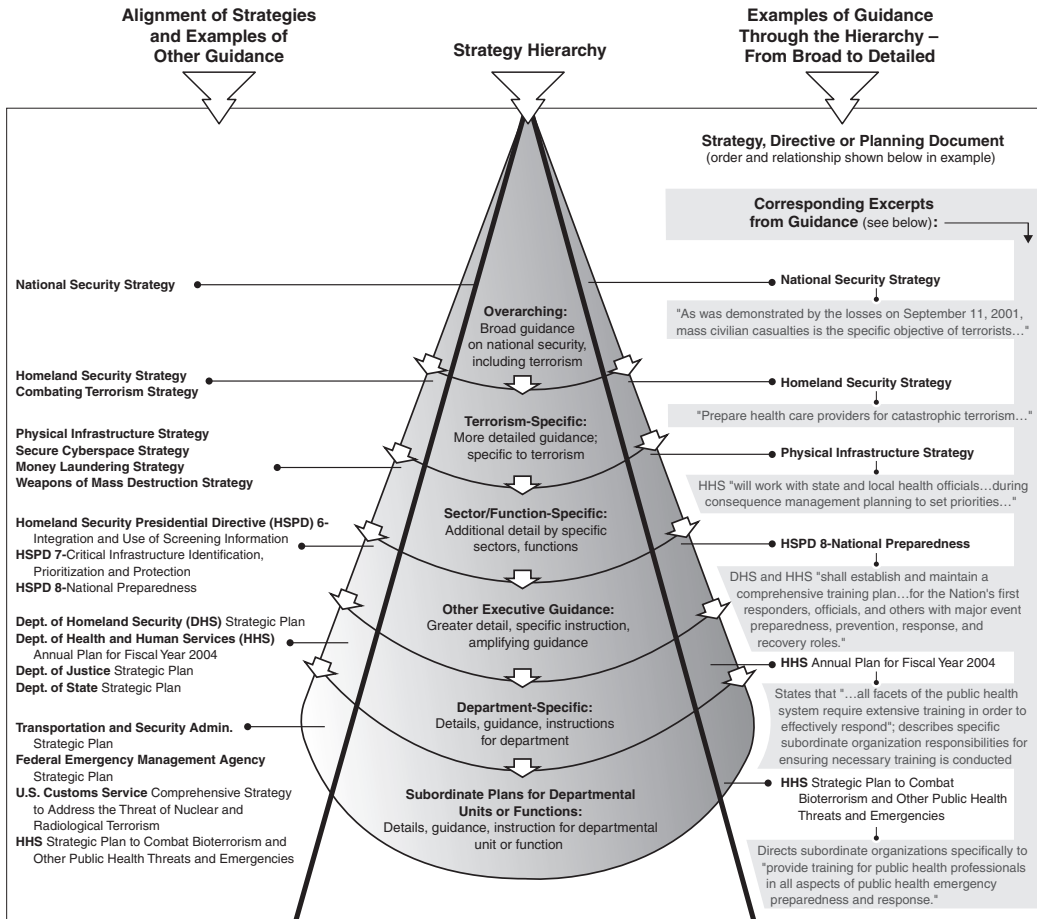 Alignment of Strategies
and Examples of
Other Guidance
Strategy Hierarchy
Examples of Guidance
Through the Hierarchy –
From Broad to Detailed
Strategy, Directive or Planning Document
(order and relationship shown below in example)
Corresponding Excerpts
from Guidance (see below):
National Security Strategy
Homeland Security Strategy
Combating Terrorism Strategy
Physical Infrastructure Strategy
Secure Cyberspace Strategy
Money Laundering Strategy
Weapons of Mass Destruction Strategy
Homeland Security Presidential Directive (HSPD) 6-
Integration and Use of Screening Information
HSPD 7-Critical Infrastructure Identification,
Prioritization and Protection
HSPD 8-National Preparedness
Dept. of Homeland Security (DHS) Strategic Plan
Dept. of Health and Human Services (HHS)
Annual Plan for Fiscal Year 2004
Dept. of Justice Strategic Plan
Dept. of State Strategic Plan
Transportation and Security Admin.
Strategic Plan
Federal Emergency Management Agency
Strategic Plan
U.S. Customs Service Comprehensive Strategy
to Address the Threat of Nuclear and
Radiological Terrorism
HHS Strategic Plan to Combat Bioterrorism and
Other Public Health Threats and Emergencies
Overarching:
Broad guidance
on national security,
including terrorism
Terrorism-Specific:
More detailed guidance;
specific to terrorism
Sector/Function-Specific:
Additional detail by specific
sectors, functions
Other Executive Guidance:
Greater detail, specific instruction,
amplifying guidance
Department-Specific:
Details, guidance, instructions
for department
Subordinate Plans for Departmental
Units or Functions:
Details, guidance, instruction for departmental
unit or function
National Security Strategy
"As was demonstrated by the losses on September 11, 2001,
mass civilian casualties is the specific objective of terrorists…"
Homeland Security Strategy
"Prepare health care providers for catastrophic terrorism…"
Physical Infrastructure Strategy
HHS "will work with state and local health officials…during
consequence management planning to set priorities…"
HSPD 8-National Preparedness
DHS and HHS "shall establish and maintain a
comprehensive training plan…for the Nation's first
responders, officials, and others with major event
preparedness, prevention, response, and
recovery roles."
HHS Annual Plan for Fiscal Year 2004
States that "…all facets of the public health
system require extensive training in order to
effectively respond"; describes specific
subordinate organization responsibilities for
ensuring necessary training is conducted
HHS Strategic Plan to Combat
Bioterrorism and Other Public Health
Threats and Emergencies
Directs subordinate organizations specifically to
"provide training for public health professionals
in all aspects of public health emergency
preparedness and response."